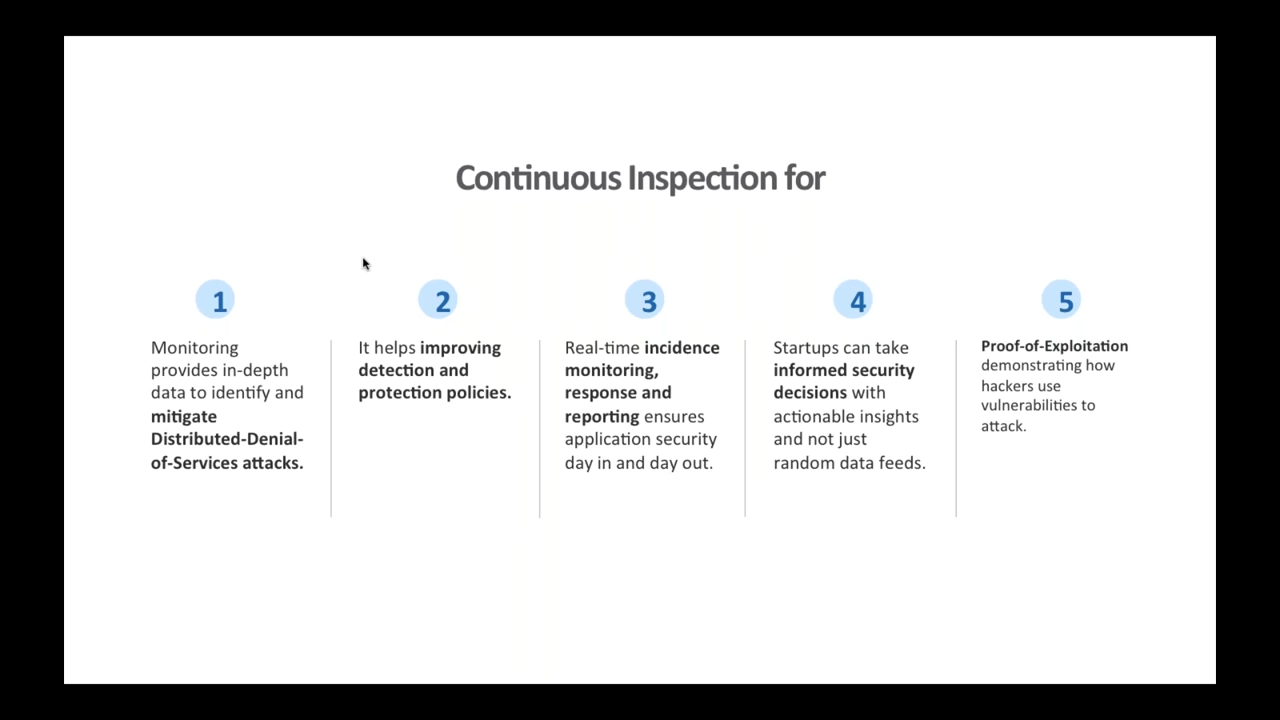 Continuous Inspection for
1
Monitoring
provides in-depth
data to identify and
mitigate
Distributed-Denial-
of-Services attacks.
2
It helps improving
detection and
protection policies.
3
Real-time incidence
monitoring,
response and
reporting ensures
application security
day in and day out.
4
Startups can take
informed security
decisions with
actionable insights
and not just
random data feeds.
5
Proof-of-Exploitation
demonstrating how
hackers use
vulnerabilities to
attack.